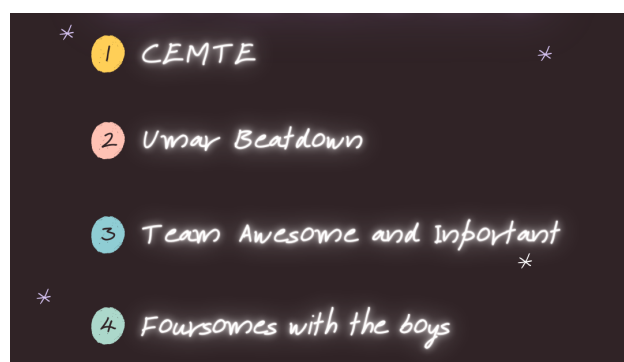 1 CEMTE
2 Umar Beatdown
3 Team Awesome and Inportant
4 Foursomes with the boys